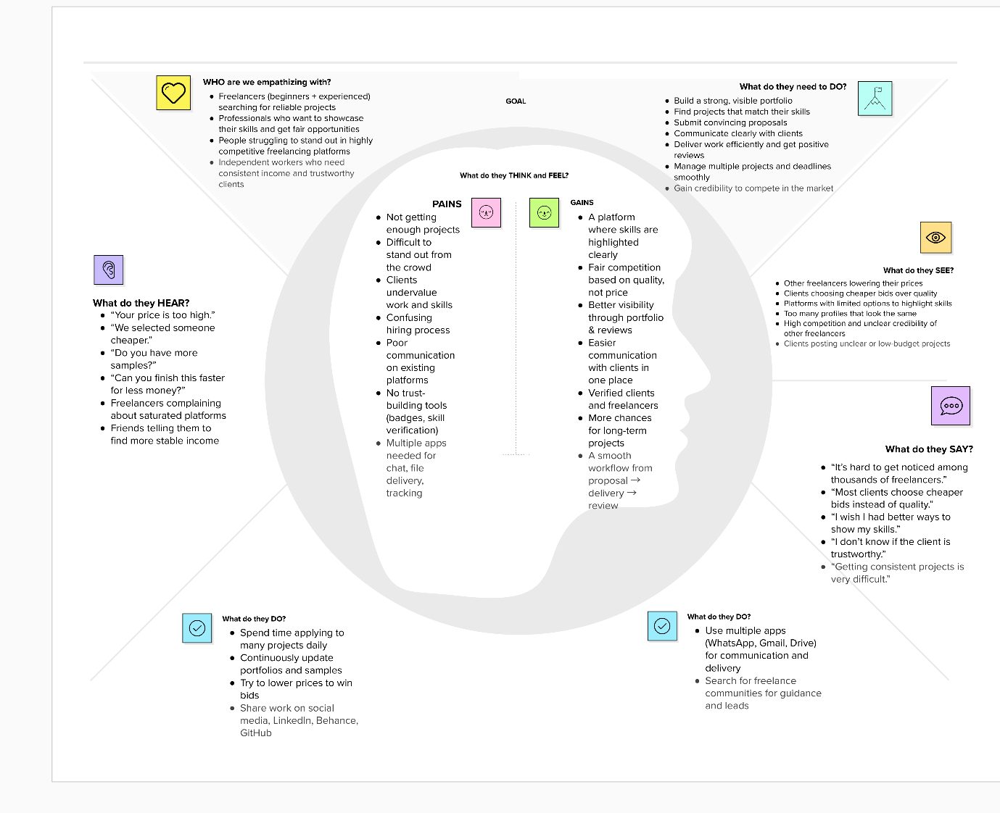 WHO are we empathizing with?
● Freelancers (beginners + experienced)
searching for reliable projects
● Professionals who want to showcase
their skills and get fair opportunities
● People struggling to stand out in highly
competitive freelancing platforms
● Independent workers who need
consistent income and trustworthy
clients
GOAL
What do they need to DO?
● Build a strong, visible portfolio
● Find projects that match their skills
● Submit convincing proposals
● Communicate clearly with clients
● Deliver work efficiently and get positive
reviews
● Manage multiple projects and deadlines
smoothly
● Gain credibility to compete in the market
What do they THINK and FEEL?
PAINS
● Not getting
enough projects
● Difficult to
stand out from
the crowd
● Clients
undervalue
work and skills
● Confusing
hiring process
● Poor
communication
on existing
platforms
● No trust-
building tools
(badges, skill
verification)
● Multiple apps
needed for
chat, file
delivery,
tracking
GAINS
● A platform
where skills are
highlighted
clearly
● Fair competition
based on quality,
not price
● Better visibility
through portfolio
& reviews
● Easier
communication
with clients in
one place
● Verified clients
and freelancers
● More chances
for long-term
projects
● A smooth
workflow from
proposal →
delivery →
review
What do they SEE?
● Other freelancers lowering their prices
● Clients choosing cheaper bids over quality
● Platforms with limited options to highlight skills
● Too many profiles that look the same
● High competition and unclear credibility of
other freelancers
● Clients posting unclear or low-budget projects
What do they HEAR?
● “Your price is too high.”
● “We selected someone
cheaper.”
● “Do you have more
samples?”
● “Can you finish this faster
for less money?”
● Freelancers complaining
about saturated platforms
● Friends telling them to
find more stable income
What do they SAY?
● “It’s hard to get noticed among
thousands of freelancers.”
● “Most clients choose cheaper
bids instead of quality.”
● “I wish I had better ways to
show my skills.”
● “I don’t know if the client is
trustworthy.”
● “Getting consistent projects is
very difficult.”
What do they DO?
● Spend time applying to
many projects daily
● Continuously update
portfolios and samples
● Try to lower prices to win
bids
● Share work on social
media, LinkedIn, Behance,
GitHub
What do they DO?
● Use multiple apps
(WhatsApp, Gmail, Drive)
for communication and
delivery
● Search for freelance
communities for guidance
and leads